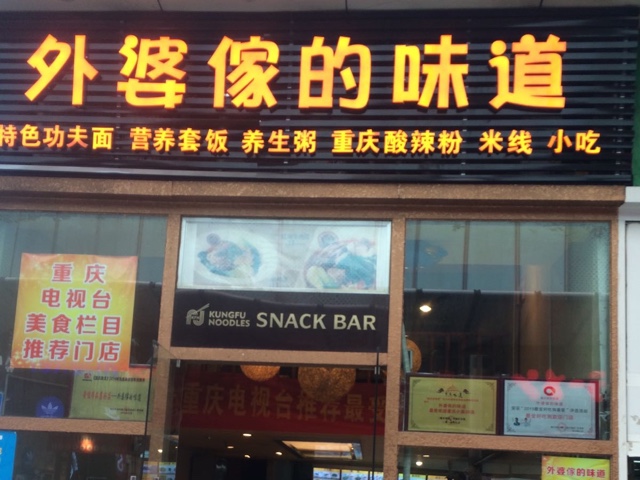 外婆傢的味道
特色功夫面 营养套饭 养生粥 重庆酸辣粉 米线 小吃
重庆
电视台
美食栏目
推荐门店
KUNGFU
NOODLES
SNACK BAR
重庆电视台推荐最
外婆傢的味道